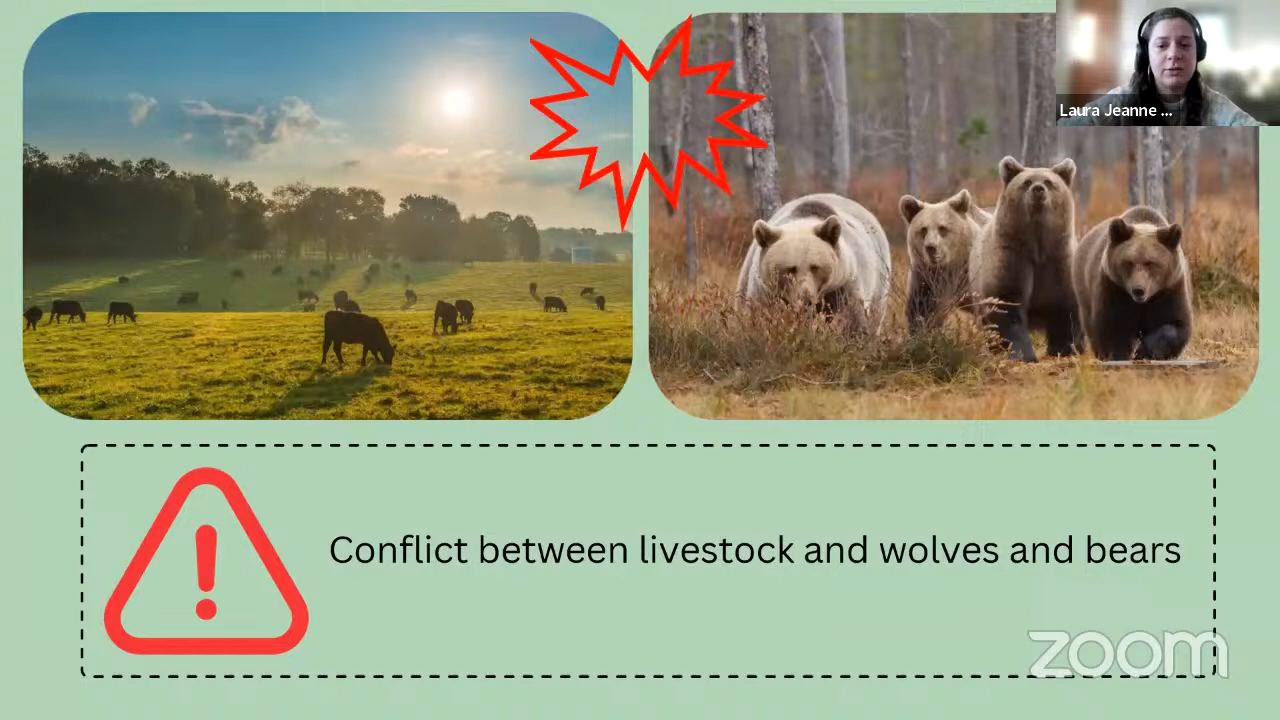 Laura Jeanne ...
Conflict between livestock and wolves and bears
zoom